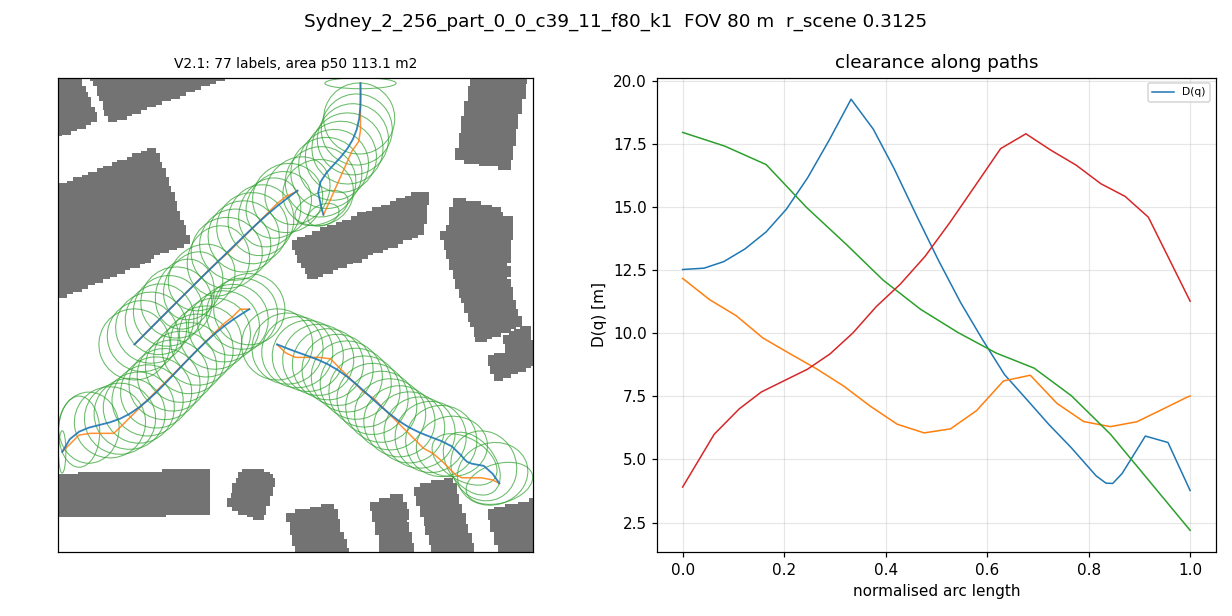 Sydney_2_256_part_0_0_c39_11_f80_k1  FOV 80 m  r_scene 0.3125
V2.1: 77 labels, area p50 113.1 m2
clearance along paths
D(q)
20.0
17.5
15.0
12.5
10.0
7.5
5.0
2.5
D(q) [m]
0.0 0.2 0.4 0.6 0.8 1.0
normalised arc length